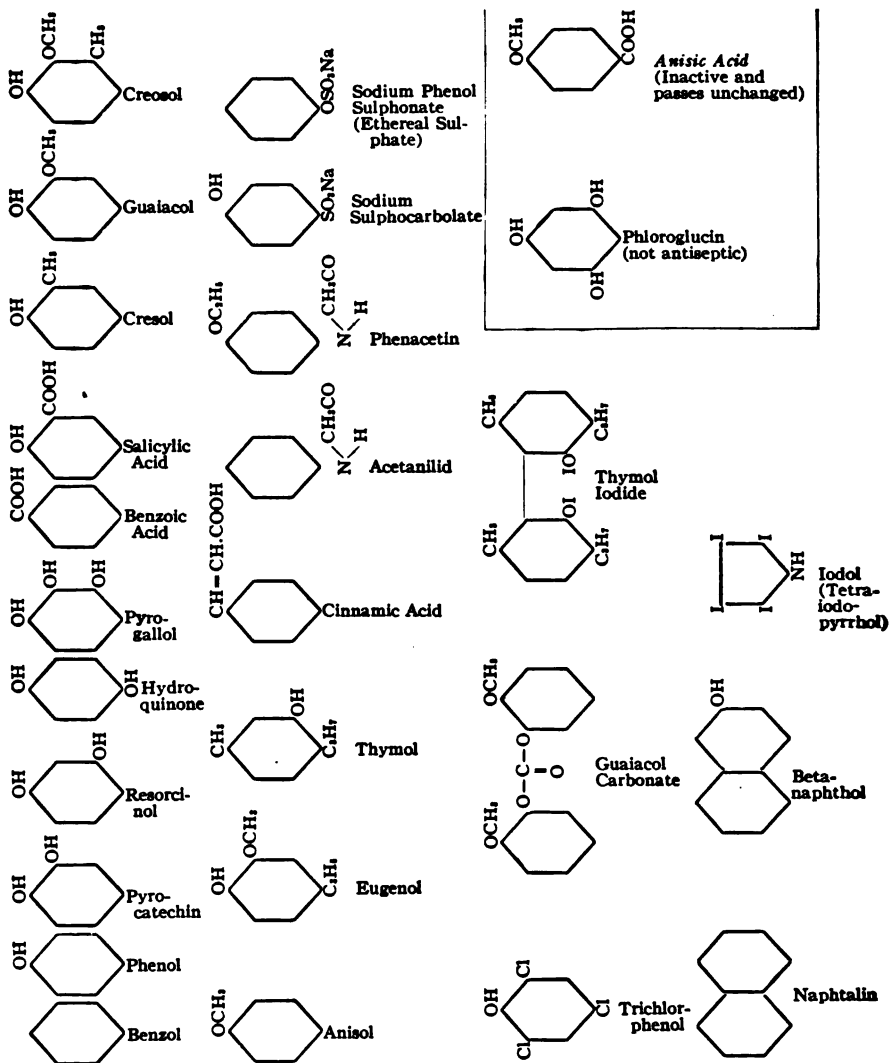 OH
OCH₃
CH₃
Creosol
OH
OCH₃
Guaiacol
OH
CH₃
Cresol
OH
COOH
Salicylic
Acid
COOH
Benzoic
Acid
OH
OH
OH
Pyro-
gallol
OH
OH
Hydro-
quinone
OH
OH
Resorci-
nol
OH
OH
Pyro-
catechin
OH
Phenol
Benzol
OSO₃Na
Sodium Phenol
Sulphonate
(Ethereal Sul-
phate)
OH
SO₃Na
Sodium
Sulphocarbolate
OC₂H₅
CH₃CO
N
H
Phenacetin
CH₃CO
N
H
Acetanilid
CH = CH.COOH
Cinnamic Acid
CH₃
OH
C₃H₇
Thymol
OH
OCH₃
C₃H₅
Eugenol
OCH₃
Anisol
OCH₃
COOH
Anisic Acid
(Inactive and
passes unchanged)
OH
OH
OH
Phloroglucin
(not antiseptic)
CH₃
C₃H₇
IO
OI
CH₃
C₃H₇
Thymol
Iodide
I
I
I
I
NH
Iodol
(Tetra-
iodo-
pyrrhol)
OCH₃
O
C = O
O
OCH₃
Guaiacol
Carbonate
OH
Beta-
naphthol
OH
Cl
Cl
Cl
Trichlor-
phenol
Naphtalin